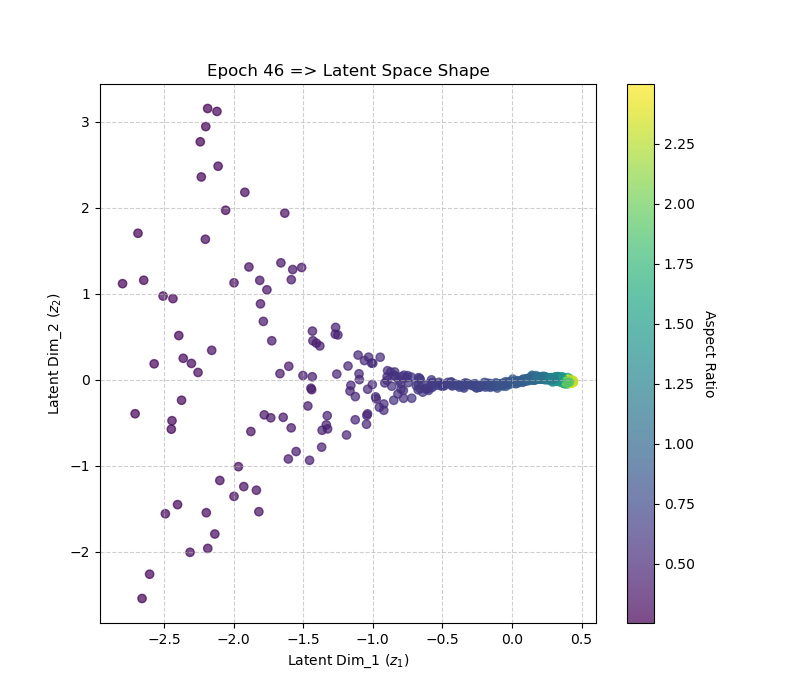 Epoch 46 => Latent Space Shape
3
2
1
0
−1
−2
Latent Dim_2 (z₂)
−2.5 −2.0 −1.5 −1.0 −0.5 0.0 0.5
Latent Dim_1 (z₁)
2.25
2.00
1.75
1.50
1.25
1.00
0.75
0.50
Aspect Ratio